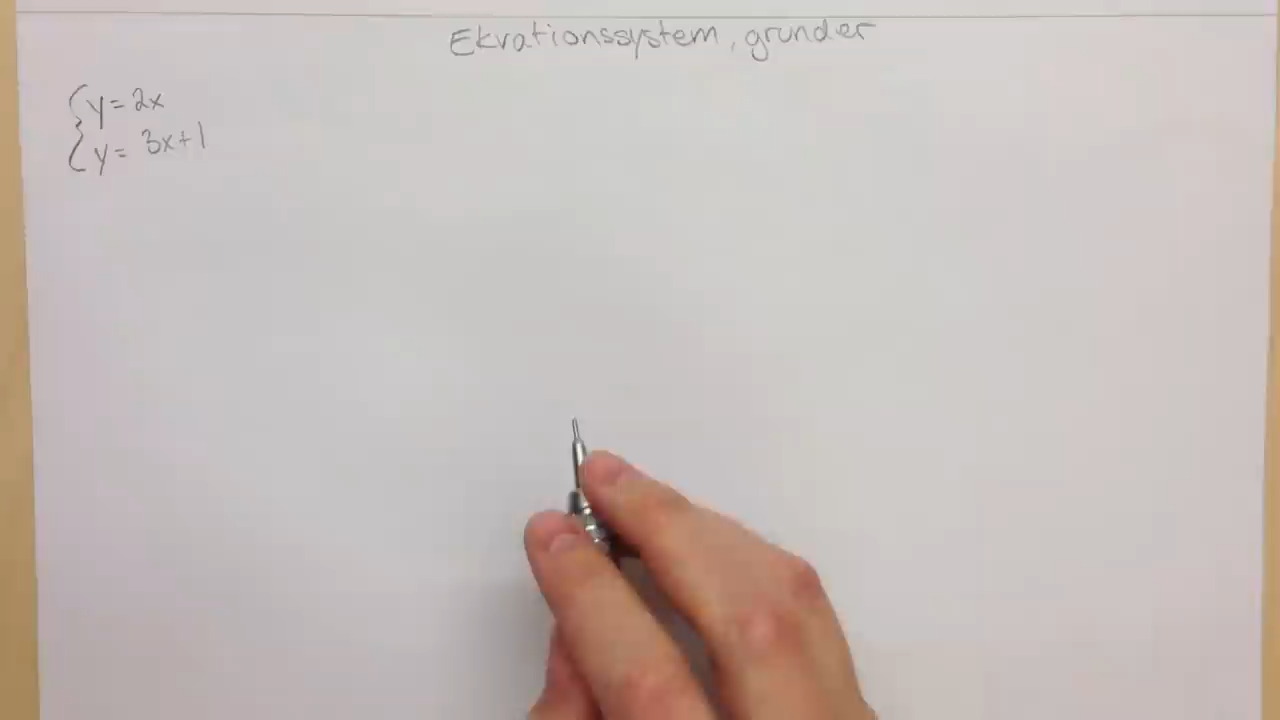 Ekvationssystem, grunder
y = 2x
y = 3x+1